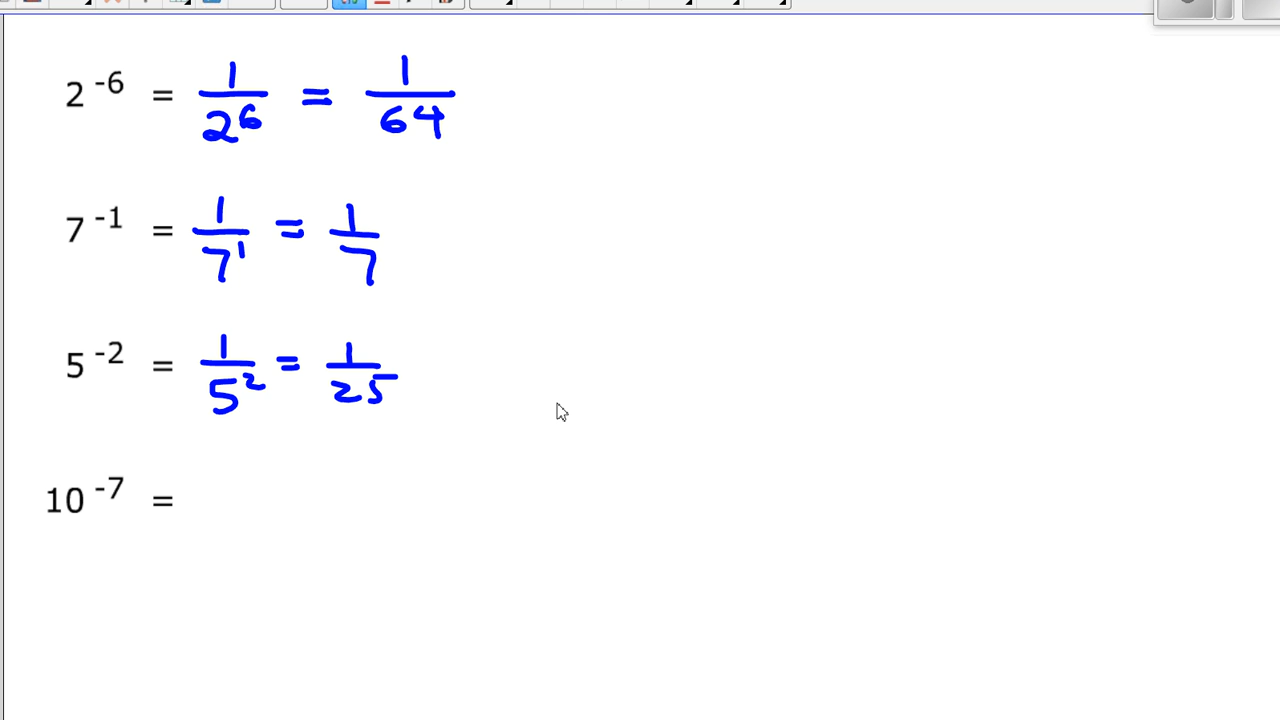 2^-6 = 1/2^6 = 1/64
7^-1 = 1/7^1 = 1/7
5^-2 = 1/5^2 = 1/25
10^-7 =